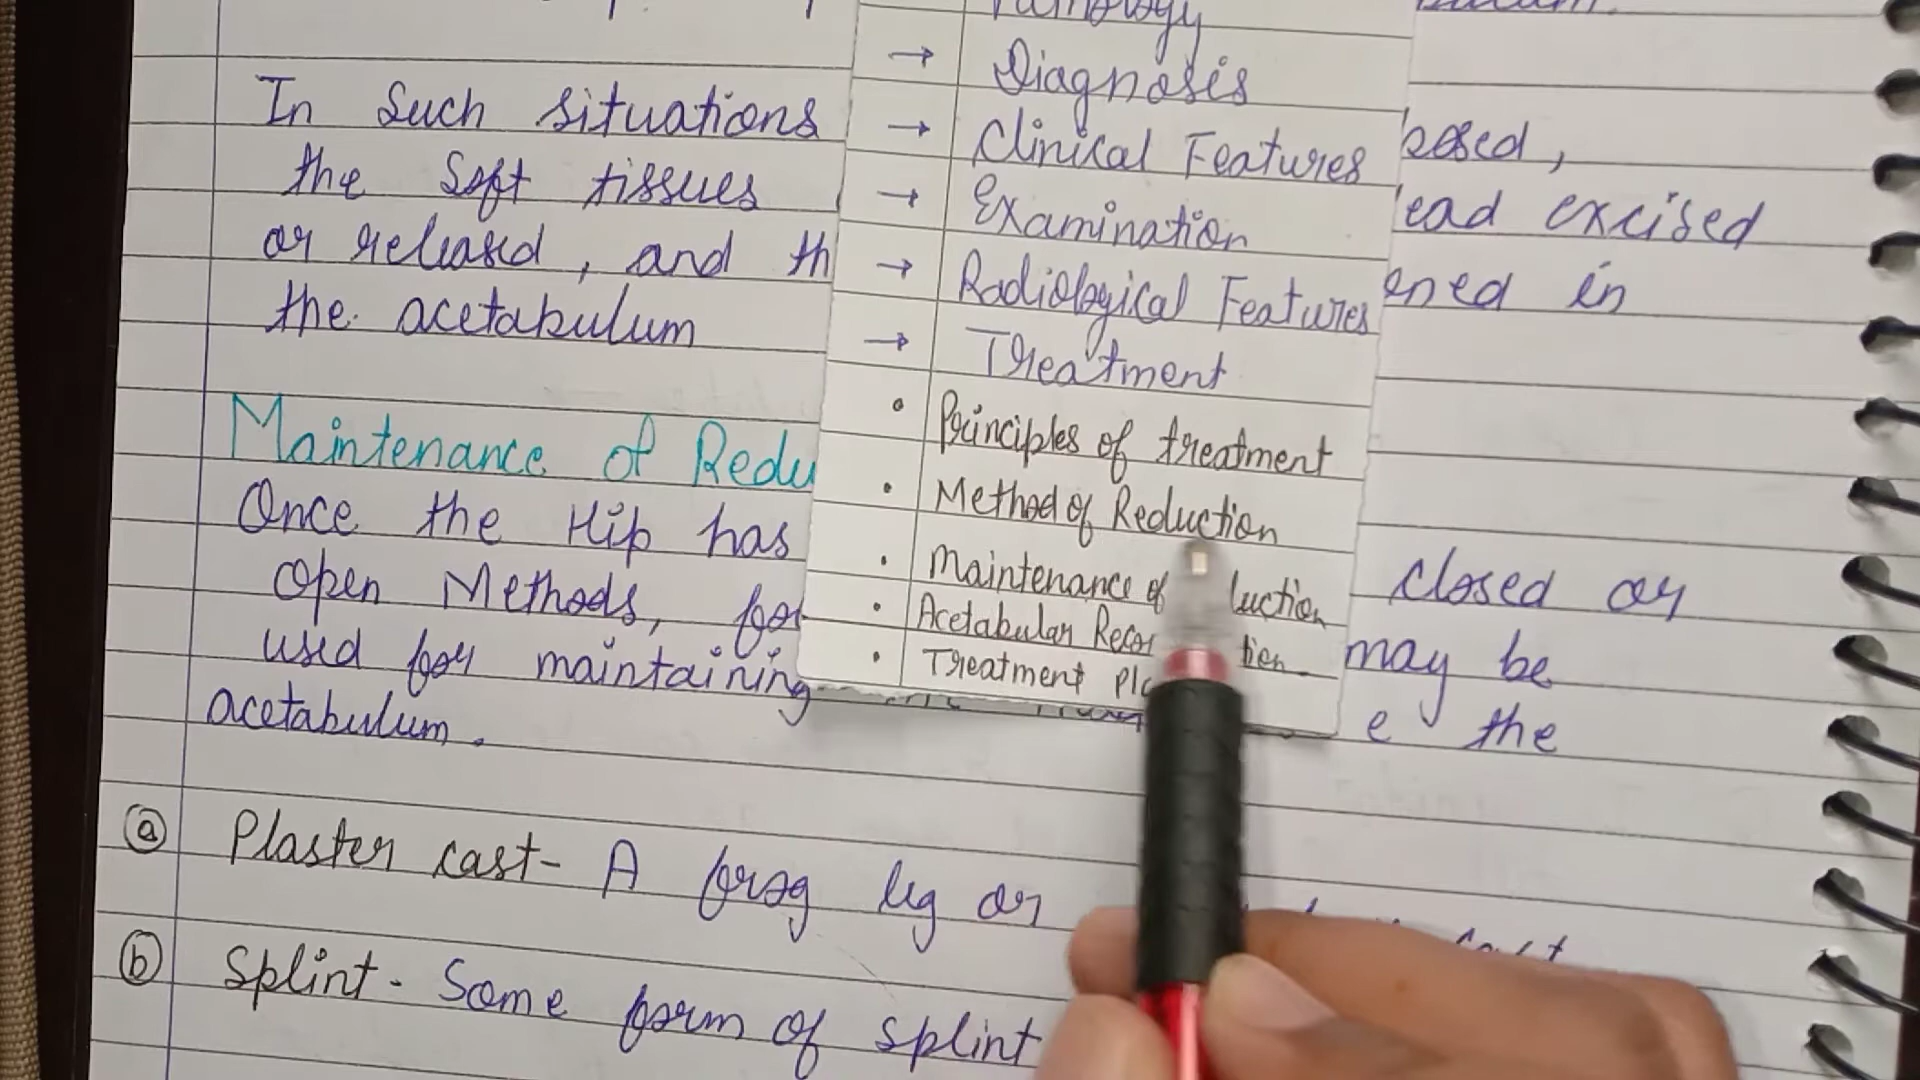 → Diagnosis
→ Clinical Features
→ Examination
→ Radiological Features
→ Treatment
• Principles of treatment
• Method of Reduction
• Maintenance of
• Acetabular
• Treatment
In Such situations
the Soft tissues
or released, and
ead excised
the acetabulum
ened in
Maintenance of Redu
Once the Hip has
closed or
Open Methods,
may be
used for maintaining
the
acetabulum.
ⓐ Plaster cast- A frog leg or
ⓑ Splint- Some form of splint